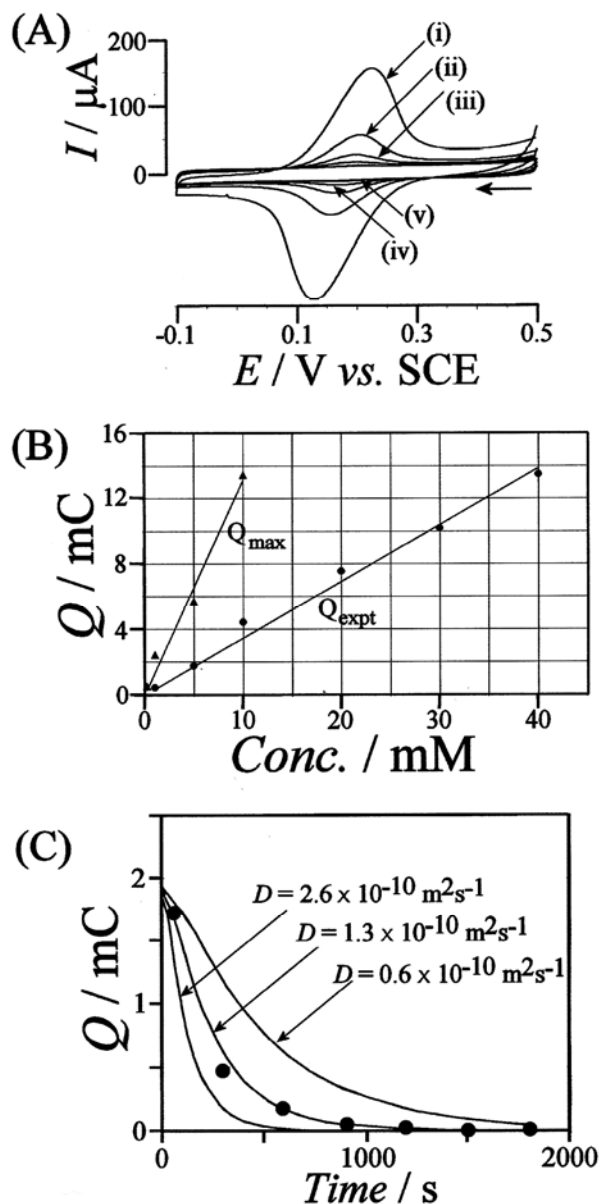 (A)
200
100
0
I / μA
(i)
(ii)
(iii)
(v)
(iv)
-0.1
0.1
0.3
0.5
E / V vs. SCE
(B)
16
12
8
4
0
Q / mC
Qmax
Qexpt
0
10
20
30
40
Conc. / mM
(C)
2
1
0
Q / mC
D = 2.6 x 10-10 m2s-1
D = 1.3 x 10-10 m2s-1
D = 0.6 x 10-10 m2s-1
0
1000
2000
Time / s